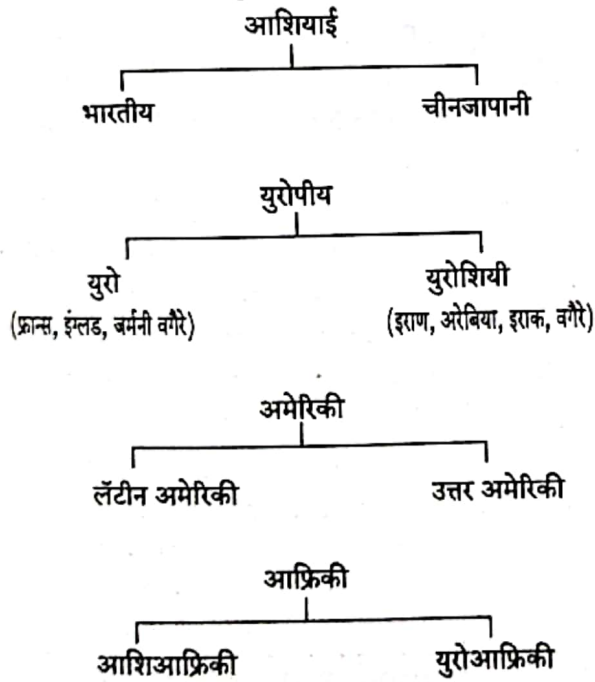 आशियाई
भारतीय चीनजापानी
युरोपीय
युरो युरोशियी
(फ्रान्स, इंग्लड, जर्मनी वगैरे) (इराण, अरेबिया, इराक, वगैरे)
अमेरिकी
लॅटीन अमेरिकी उत्तर अमेरिकी
आफ्रिकी
आशिआफ्रिकी युरोआफ्रिकी